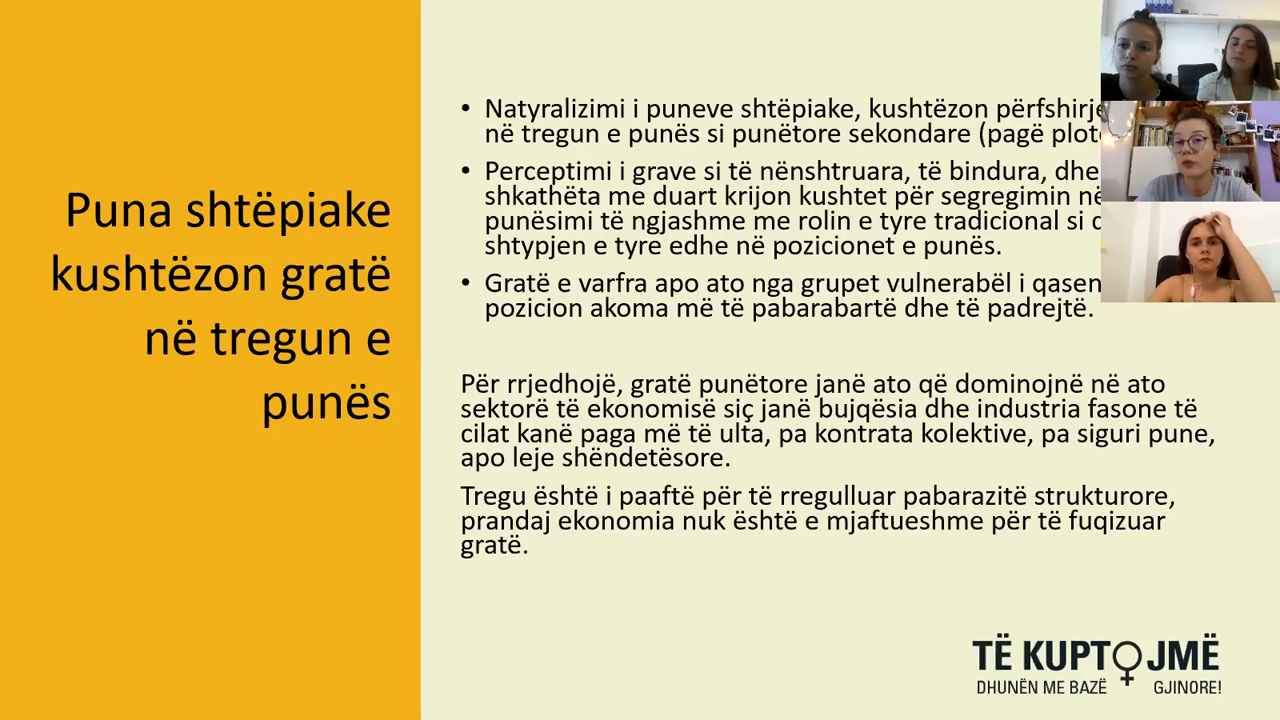 Puna shtëpiake
kushtëzon gratë
në tregun e
punës
• Natyralizimi i puneve shtëpiake, kushtëzon
në tregun e punës si punëtore sekondare (pagë
• Perceptimi i grave si të nënshtruara, të bindura, dhe
shkathëta me duart krijon kushtet për segregimin
punësimi të ngjashme me rolin e tyre tradicional si
shtypjen e tyre edhe në pozicionet e punës.
• Gratë e varfra apo ato nga grupet vulnerabël i
pozicion akoma më të pabarabartë dhe të padrejtë.
Për rrjedhojë, gratë punëtore janë ato që dominojnë në ato
sektorë të ekonomisë siç janë bujqësia dhe industria fasone të
cilat kanë paga më të ulta, pa kontrata kolektive, pa siguri pune,
apo leje shëndetësore.
Tregu është i paaftë për të rregulluar pabarazitë strukturore,
prandaj ekonomia nuk është e mjaftueshme për të fuqizuar
gratë.
TË KUPTOJMË
DHUNËN ME BAZË GJINORE!